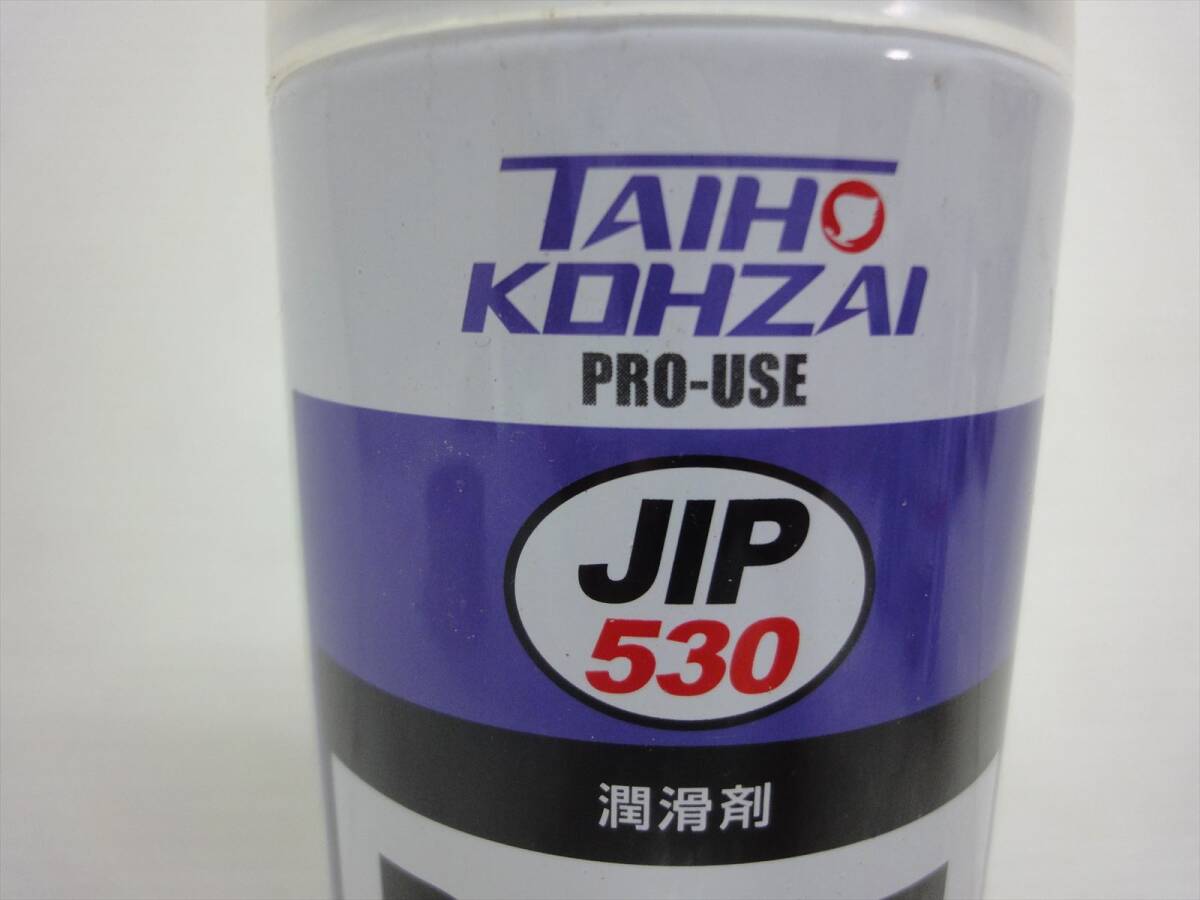 TAIHO
KOHZAI
PRO-USE
JIP
530
潤滑剤